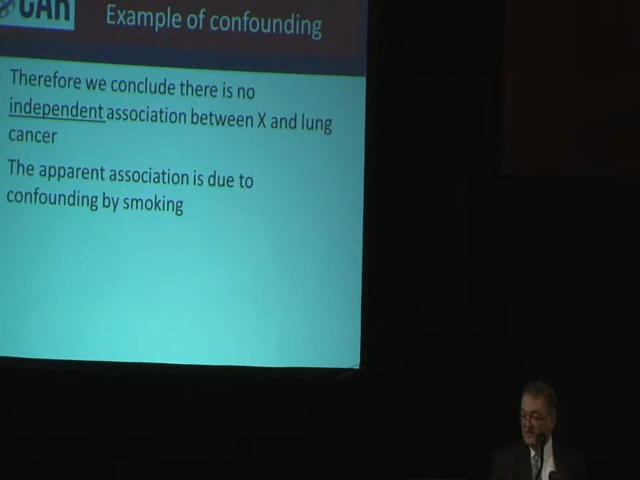 CAR
Example of confounding
Therefore we conclude there is no
independent association between X and lung
cancer
The apparent association is due to
confounding by smoking